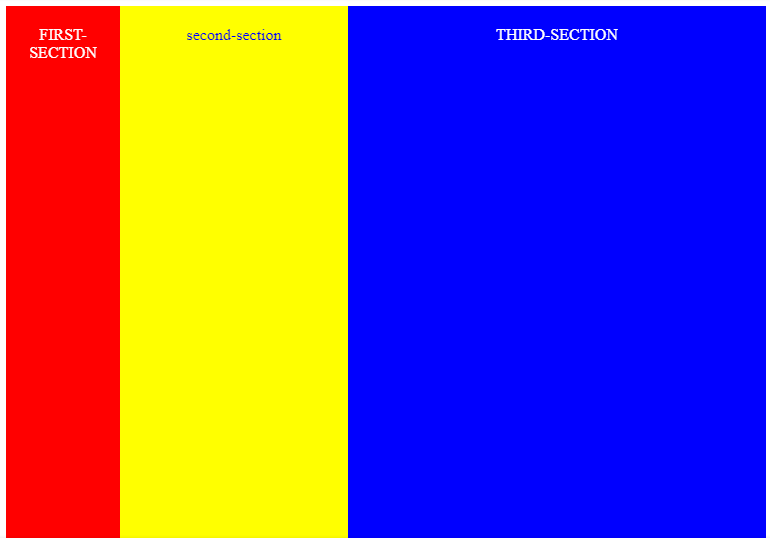 FIRST-
SECTION
second-section
THIRD-SECTION